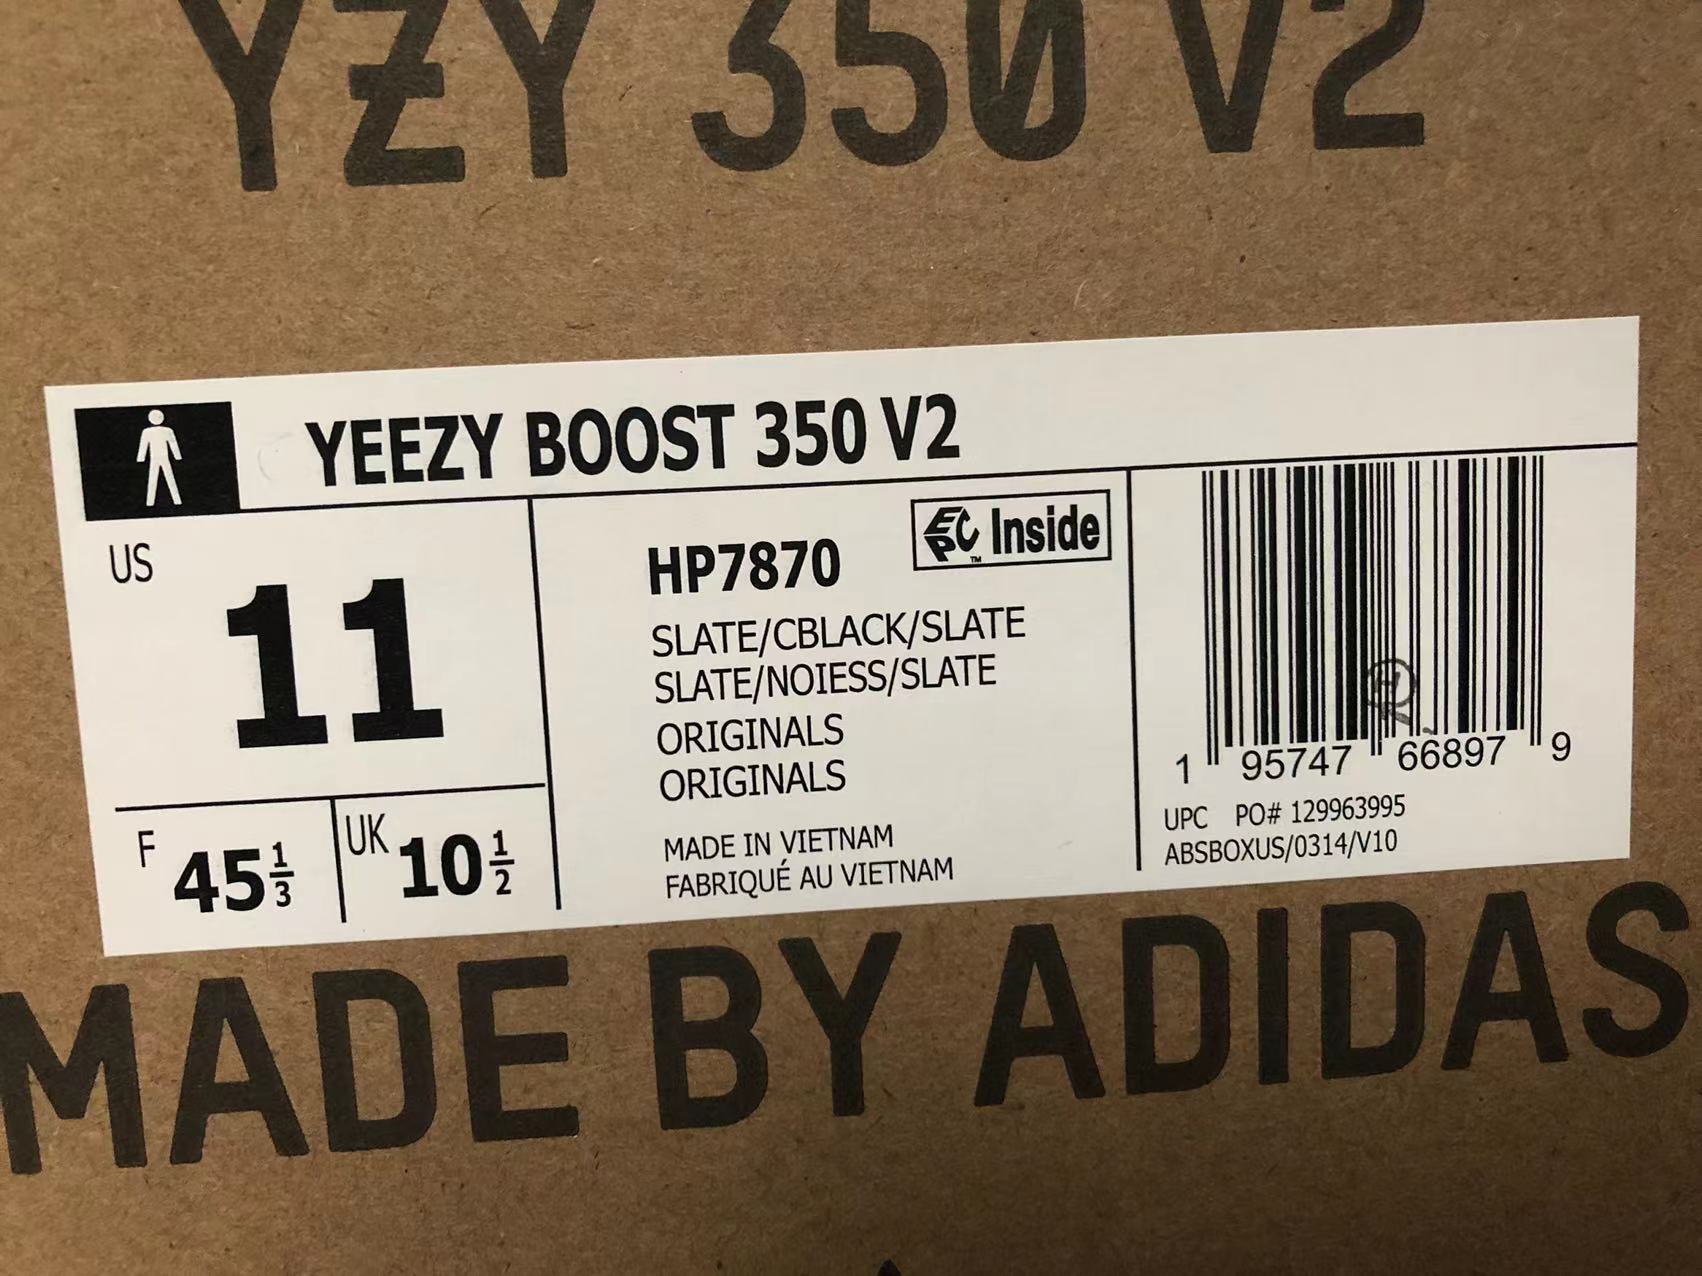 YZY 350 V2
YEEZY BOOST 350 V2
US
11
F 45 1/3
UK 10 1/2
HP7870
EPC Inside
™
SLATE/CBLACK/SLATE
SLATE/NOIESS/SLATE
ORIGINALS
ORIGINALS
MADE IN VIETNAM
FABRIQUÉ AU VIETNAM
1 95747 66897 9
UPC PO# 129963995
ABSBOXUS/0314/V10
MADE BY ADIDAS